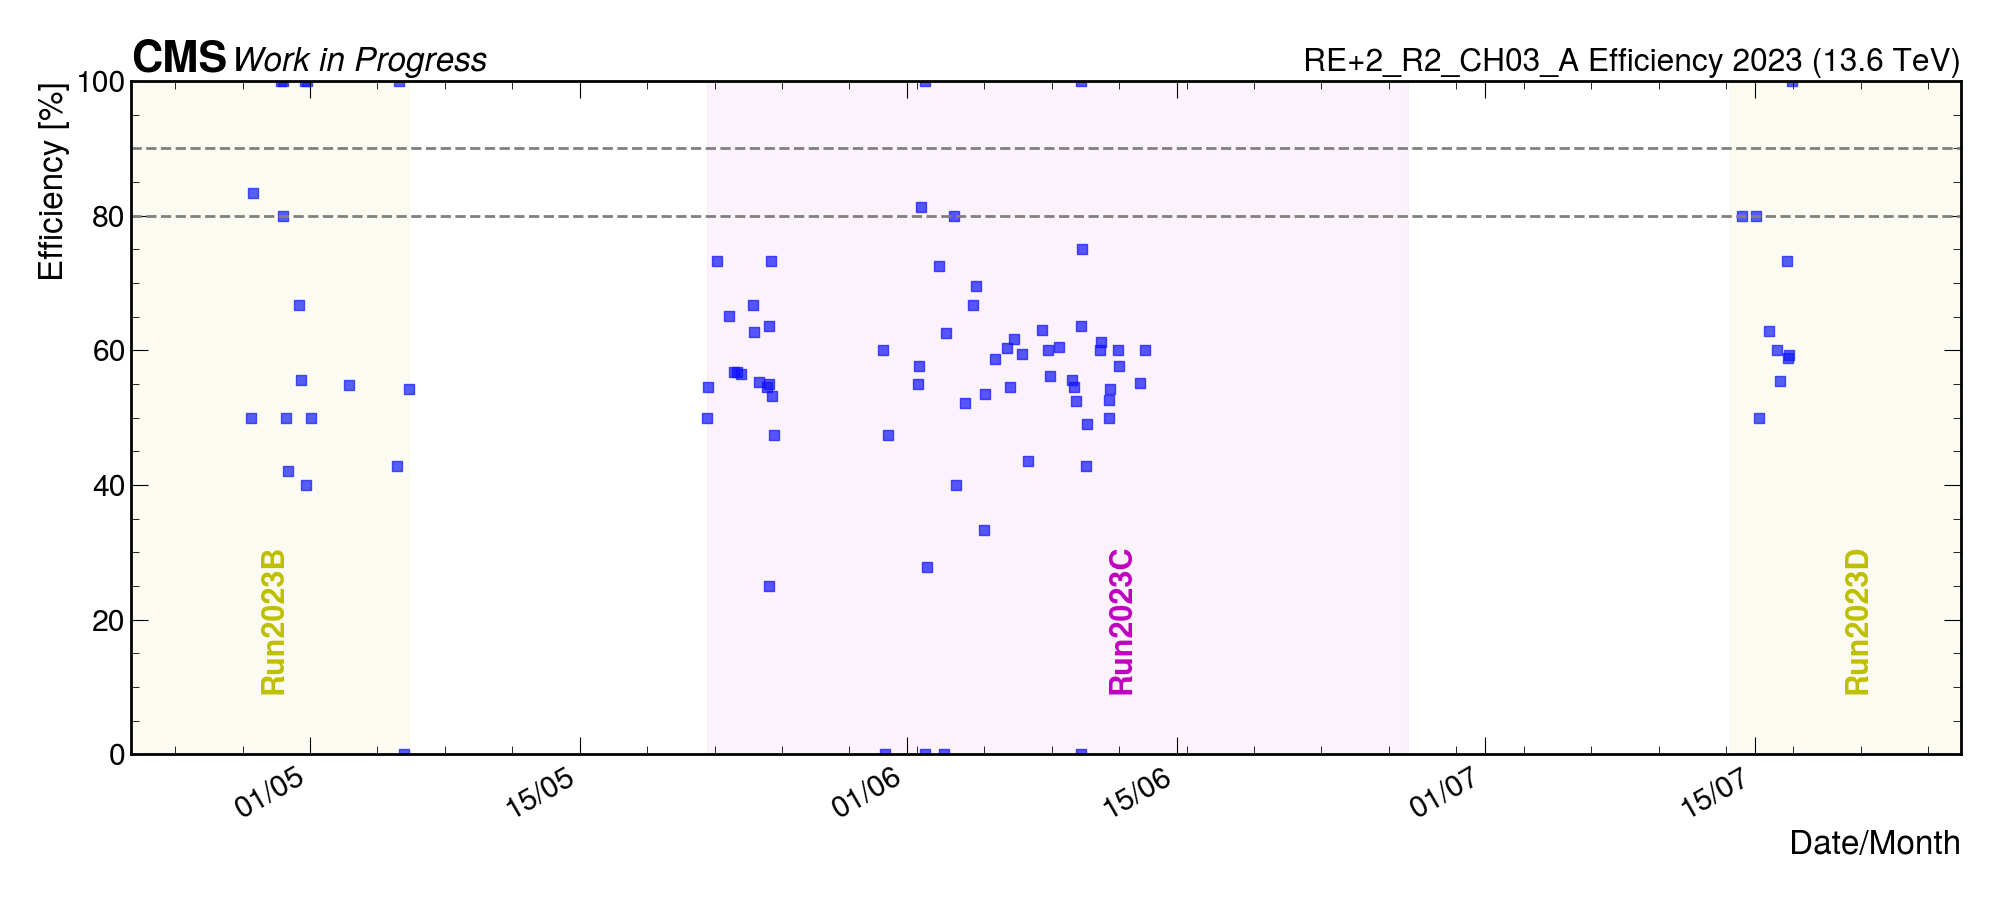 CMS Work in Progress
RE+2_R2_CH03_A Efficiency 2023 (13.6 TeV)
Efficiency [%]
100
80
60
40
20
0
Run2023B
Run2023C
Run2023D
01/05
15/05
01/06
15/06
01/07
15/07
Date/Month